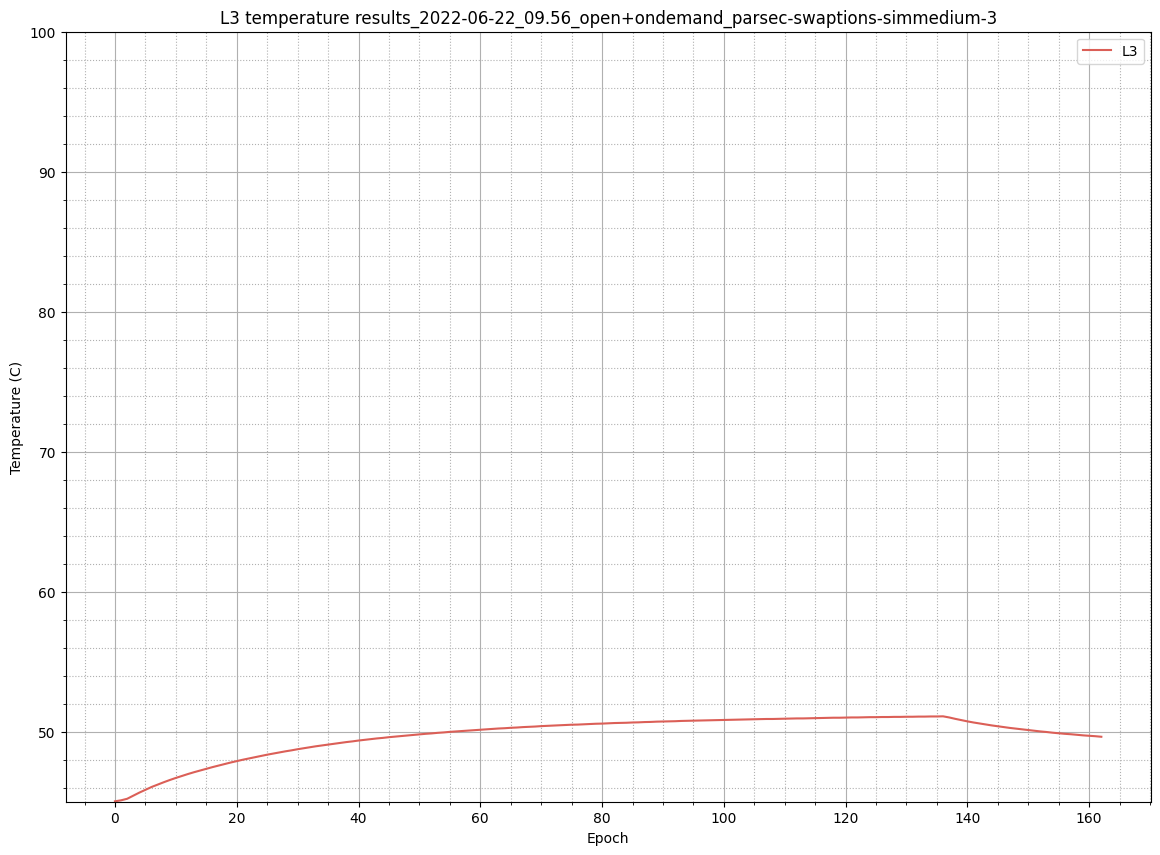 L3 temperature results_2022-06-22_09.56_open+ondemand_parsec-swaptions-simmedium-3
L3
100
90
80
70
60
50
Temperature (C)
0 20 40 60 80 100 120 140 160
Epoch